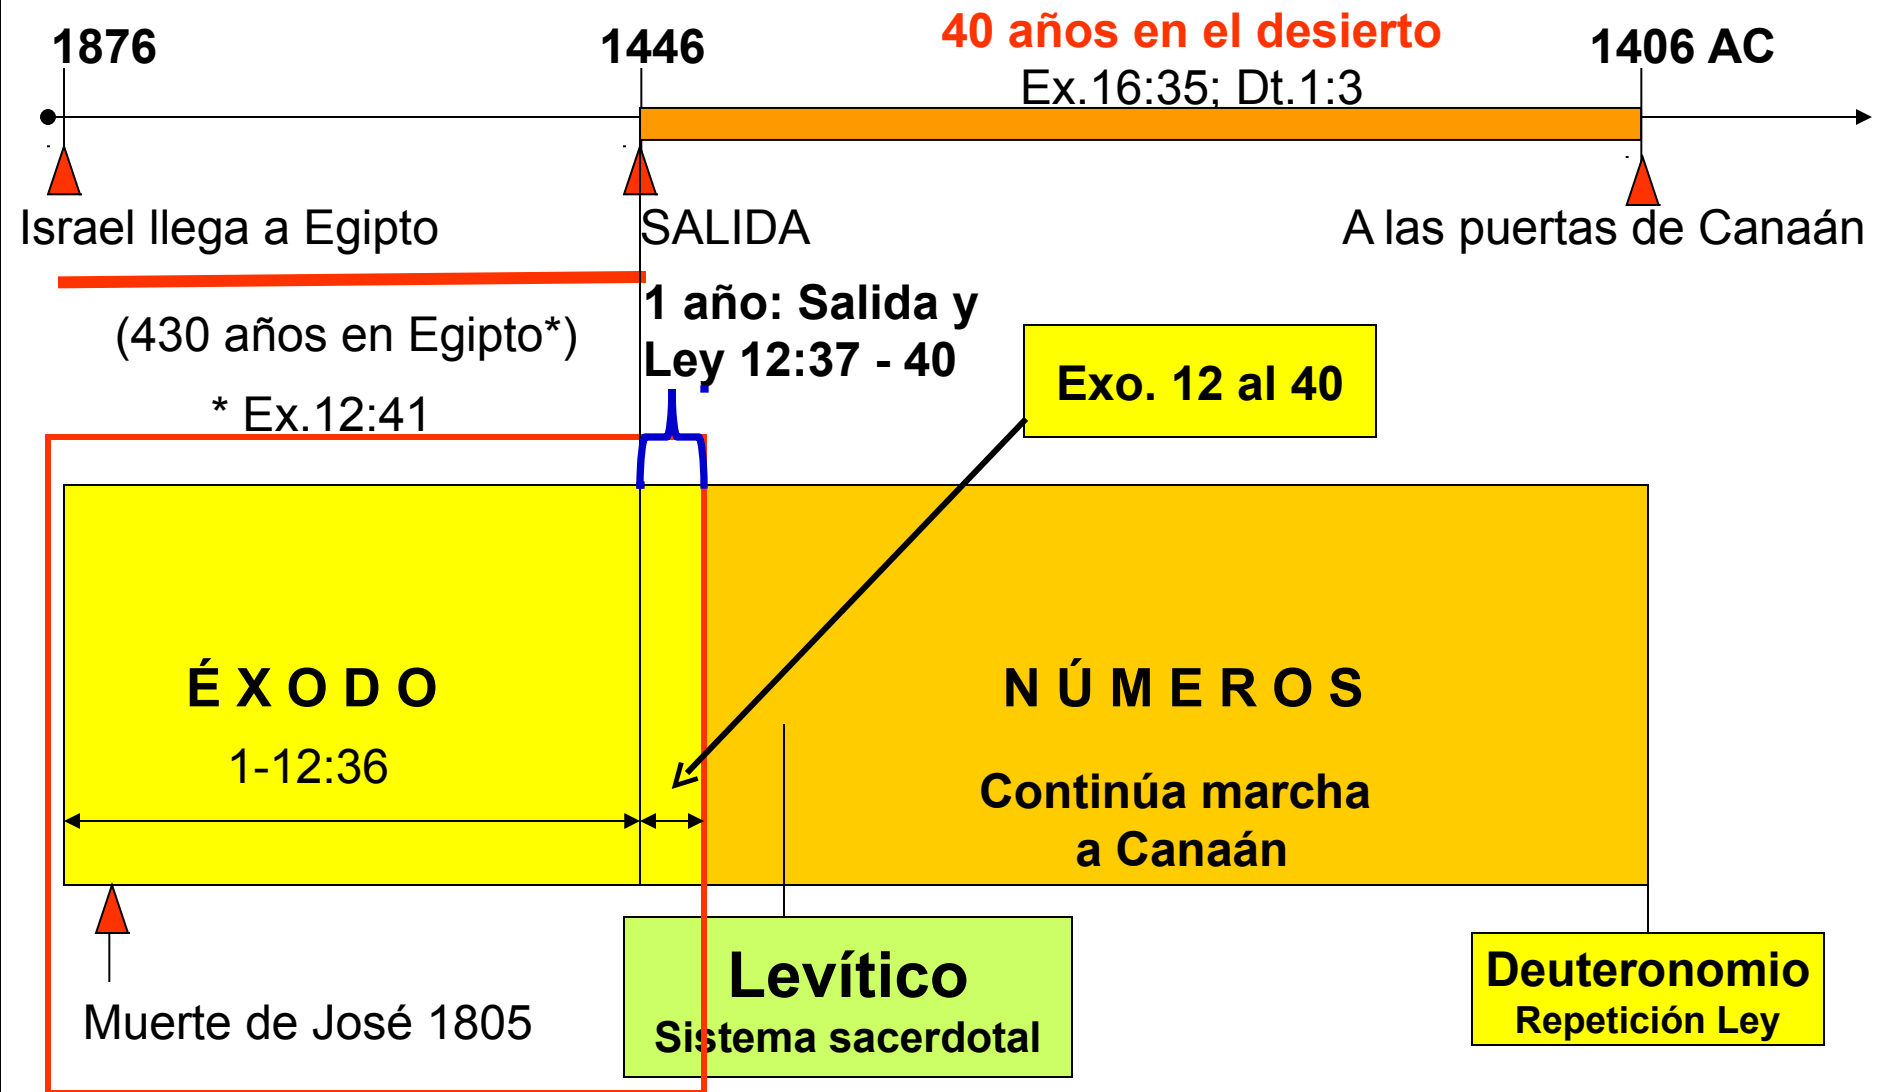 1876
1446
40 años en el desierto
1406 AC
Ex.16:35; Dt.1:3
Israel llega a Egipto
SALIDA
A las puertas de Canaán
(430 años en Egipto*)
* Ex.12:41
1 año: Salida y
Ley 12:37 - 40
Exo. 12 al 40
É X O D O
1-12:36
N Ú M E R O S
Continúa marcha
a Canaán
Muerte de José 1805
Levítico
Sistema sacerdotal
Deuteronomio
Repetición Ley